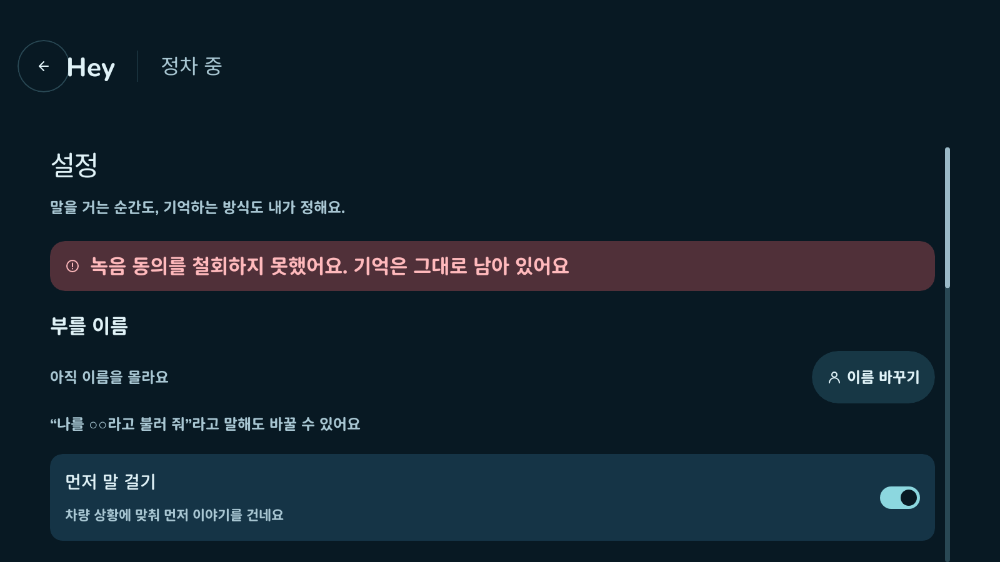 Hey
정차 중
설정
말을 거는 순간도, 기억하는 방식도 내가 정해요.
녹음 동의를 철회하지 못했어요. 기억은 그대로 남아 있어요
부를 이름
아직 이름을 몰라요
이름 바꾸기
“나를 ○○라고 불러 줘”라고 말해도 바꿀 수 있어요
먼저 말 걸기
차량 상황에 맞춰 먼저 이야기를 건네요